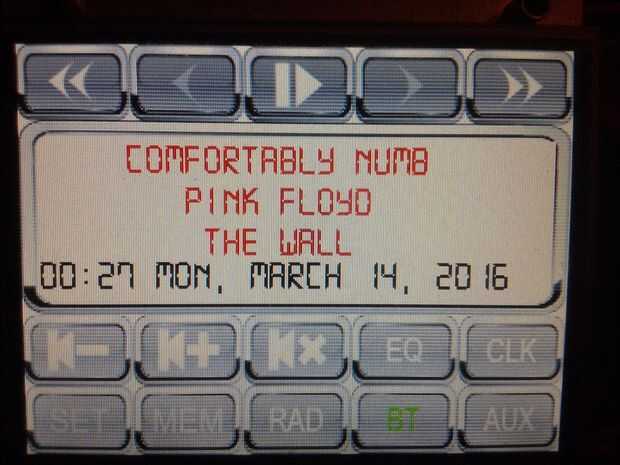 COMFORTABLY NUMB
PINK FLOYD
THE WALL
00:27 MON, MARCH 14, 2016
EQ CLK
SET MEM RAD BT AUX